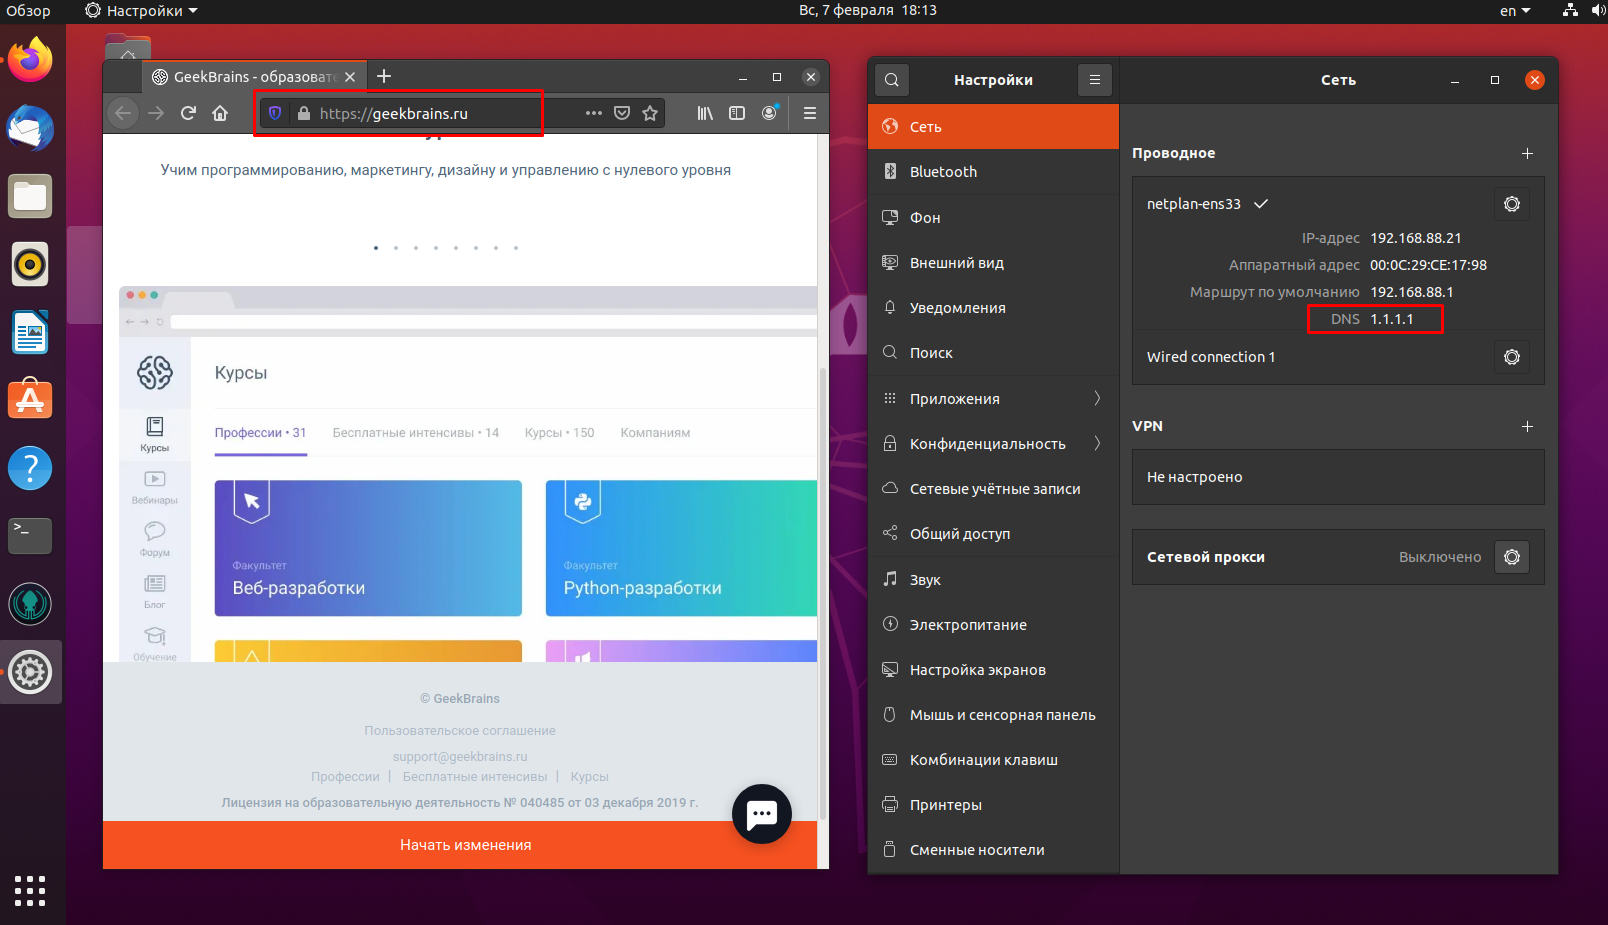 Обзор
Настройки
Вс, 7 февраля 18:13
en
GeekBrains - образовате
https://geekbrains.ru
Учим программированию, маркетингу, дизайну и управлению с нулевого уровня
Курсы
Профессии • 31
Бесплатные интенсивы • 14
Курсы • 150
Компаниям
Курсы
Вебинары
Форум
Блог
Обучение
Факультет
Веб-разработки
Факультет
Python-разработки
© GeekBrains
Пользовательское соглашение
support@geekbrains.ru
Профессии | Бесплатные интенсивы | Курсы
Лицензия на образовательную деятельность № 040485 от 03 декабря 2019 г.
Начать изменения
Настройки
Сеть
Bluetooth
Фон
Внешний вид
Уведомления
Поиск
Приложения
Конфиденциальность
Сетевые учётные записи
Общий доступ
Звук
Электропитание
Настройка экранов
Мышь и сенсорная панель
Комбинации клавиш
Принтеры
Сменные носители
Сеть
Проводное
netplan-ens33
IP-адрес 192.168.88.21
Аппаратный адрес 00:0C:29:CE:17:98
Маршрут по умолчанию 192.168.88.1
DNS 1.1.1.1
Wired connection 1
VPN
Не настроено
Сетевой прокси
Выключено